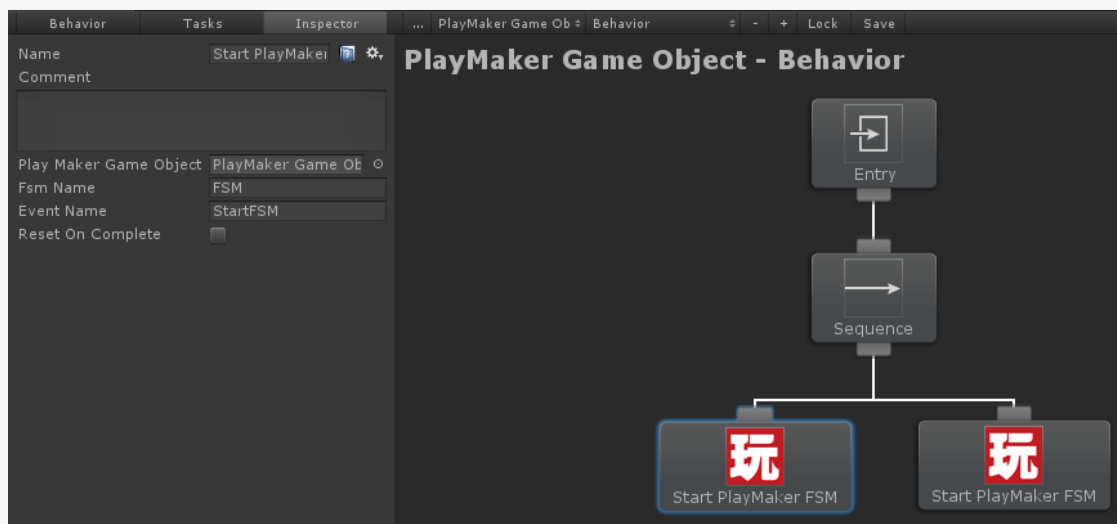 Behavior Tasks Inspector ... PlayMaker Game Ob Behavior - + Lock Save
Name Start PlayMaker
Comment
Play Maker Game Object PlayMaker Game Ob
Fsm Name FSM
Event Name StartFSM
Reset On Complete
PlayMaker Game Object - Behavior
Entry
Sequence
玩 玩
Start PlayMaker FSM Start PlayMaker FSM